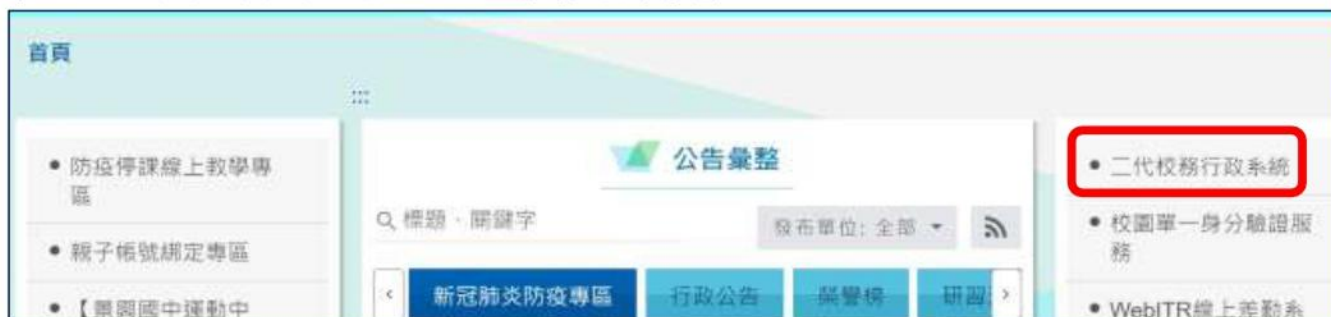 首頁
防疫停課線上教學專
區
親子帳號綁定專區
【景興國中運動中
公告彙整
標題、關鍵字
發布單位: 全部
新冠肺炎防疫專區
行政公告
榮譽榜
研習
二代校務行政系統
校園單一身分驗證服
務
WebITR線上差勤系